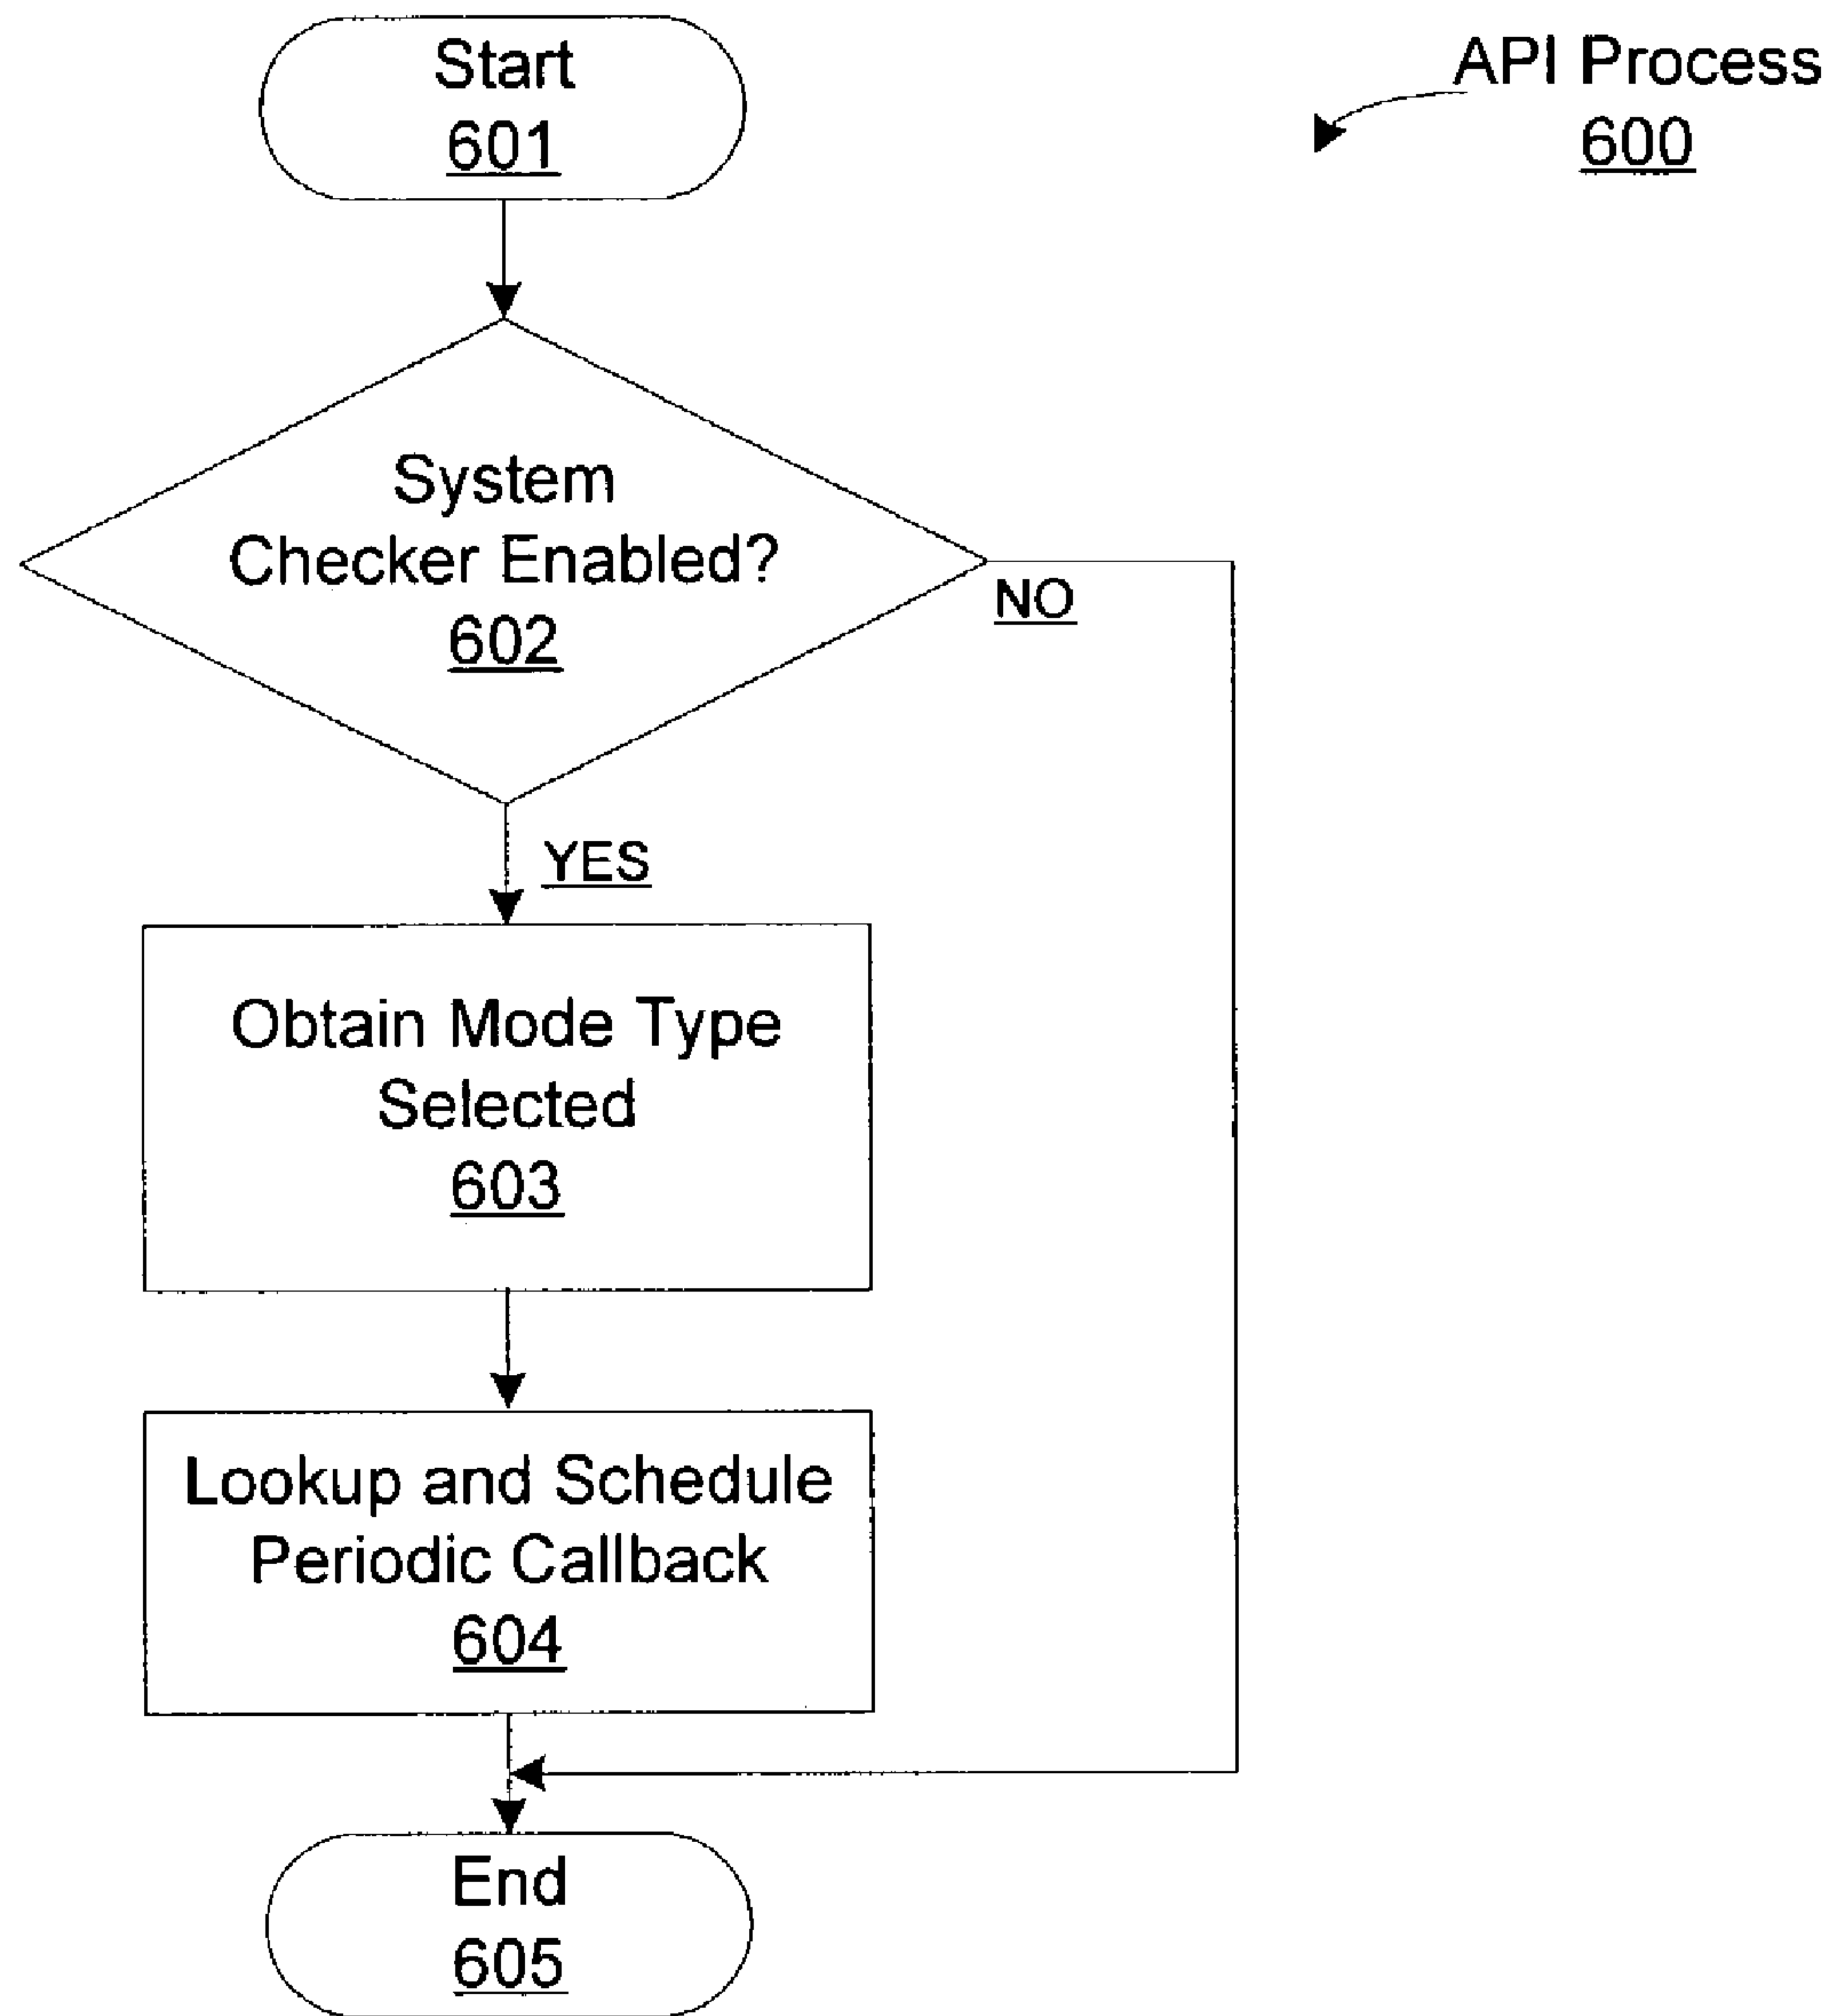 Start
601
API Process
600
System
Checker Enabled?
602
NO
YES
Obtain Mode Type
Selected
603
Lookup and Schedule
Periodic Callback
604
End
605